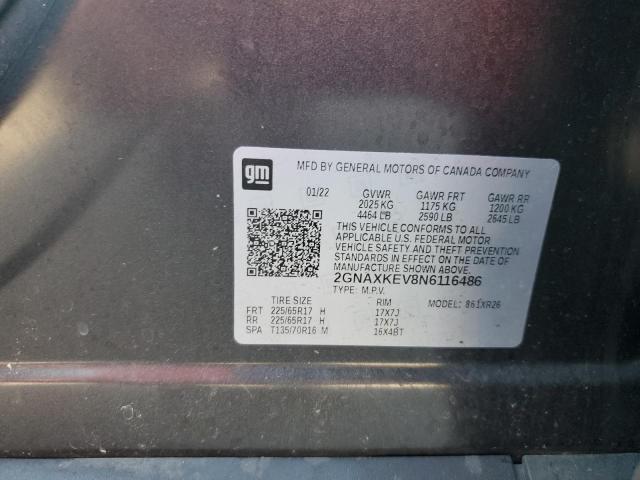 gm
MFD BY GENERAL MOTORS OF CANADA COMPANY
01/22 GVWR GAWR FRT GAWR RR
2025 KG 1175 KG 1200 KG
4464 LB 2590 LB 2645 LB
THIS VEHICLE CONFORMS TO ALL
APPLICABLE U.S. FEDERAL MOTOR
VEHICLE SAFETY AND THEFT PREVENTION
STANDARDS IN EFFECT ON THE DATE OF
MANUFACTURE SHOWN ABOVE.
2GNAXKEV8N6116486
TYPE: M.P.V. MODEL: 861XR26
TIRE SIZE RIM
FRT 225/65R17 H 17X7J
RR 225/65R17 H 17X7J
SPA T135/70R16 M 16X4BT